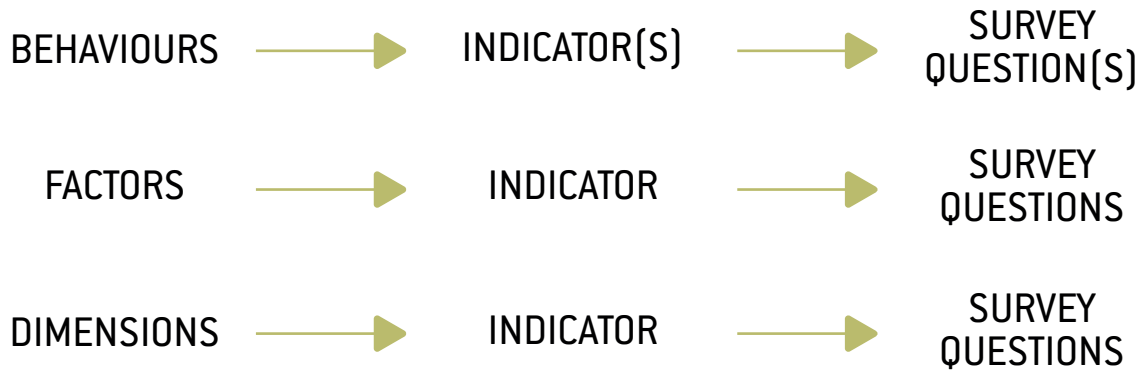 BEHAVIOURS
INDICATOR(S)
SURVEY
QUESTION(S)
FACTORS
INDICATOR
SURVEY
QUESTIONS
DIMENSIONS
INDICATOR
SURVEY
QUESTIONS